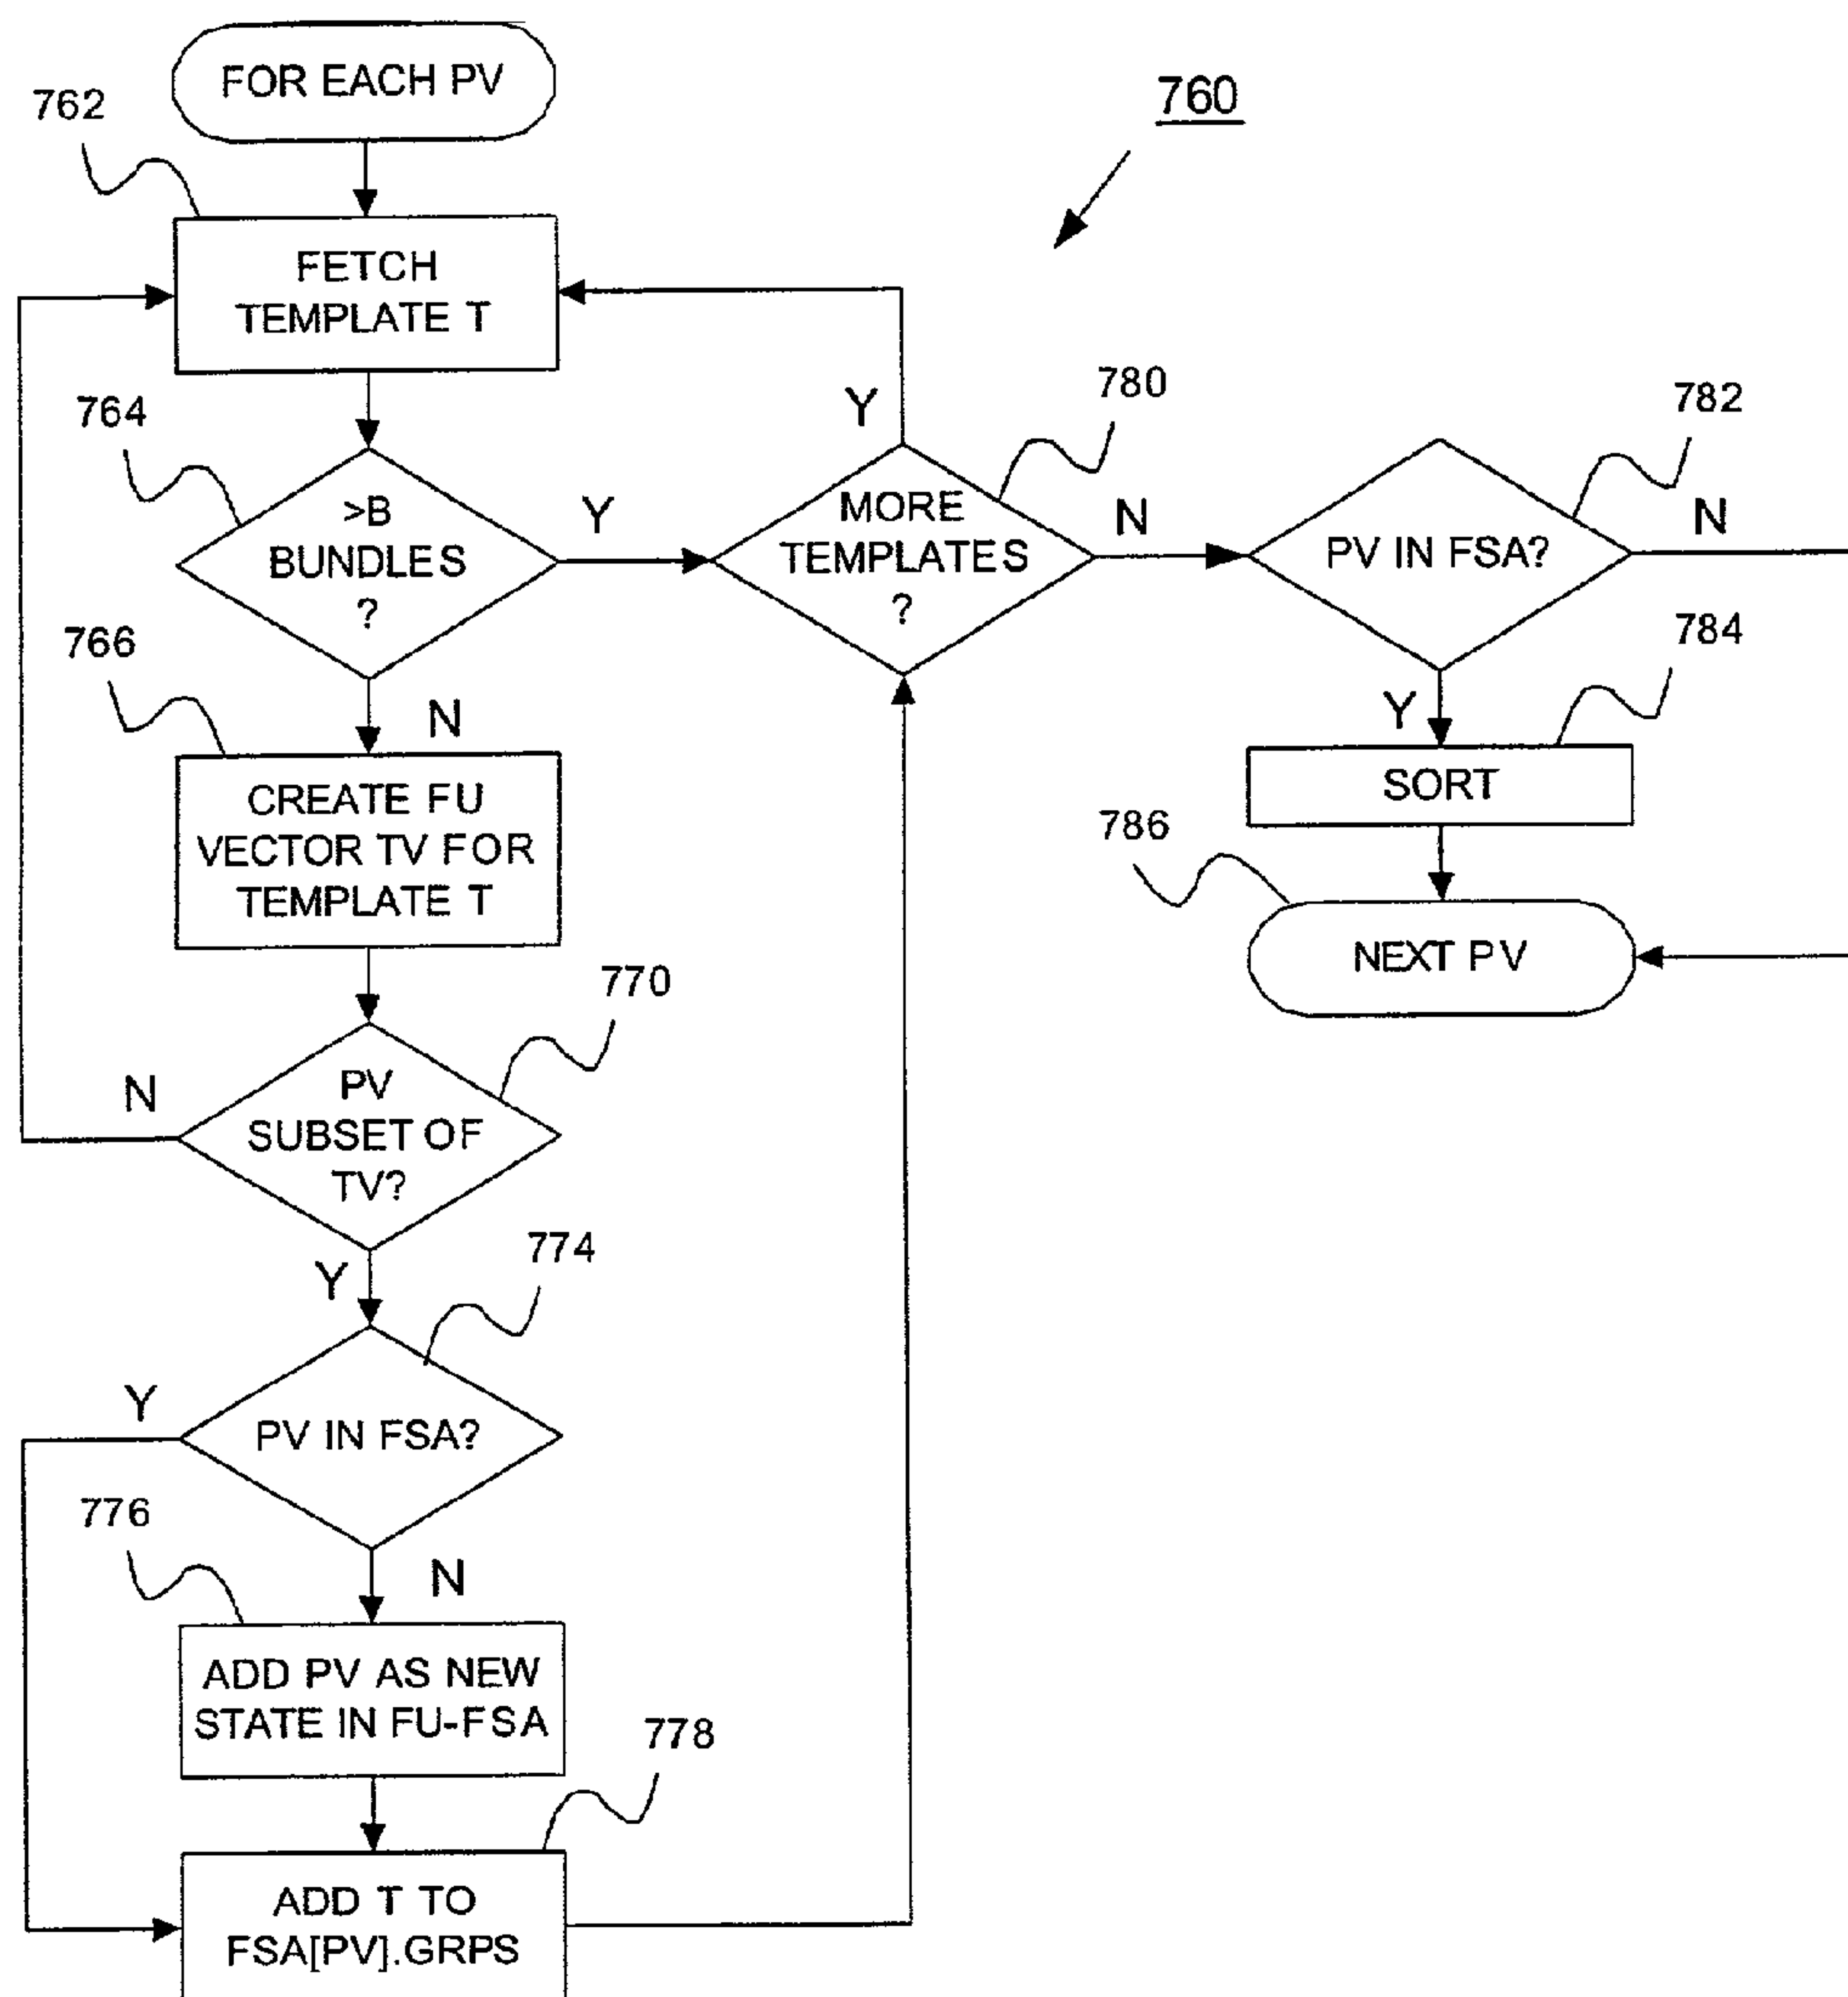 FOR EACH PV
760
762
FETCH
TEMPLATE T
764
>B
BUNDLES
?
Y
N
780
MORE
TEMPLATES
?
Y
N
782
PV IN FSA?
N
Y
784
SORT
786
NEXT PV
766
CREATE FU
VECTOR TV FOR
TEMPLATE T
770
PV
SUBSET OF
TV?
N
Y
774
PV IN FSA?
Y
N
776
ADD PV AS NEW
STATE IN FU-FSA
778
ADD T TO
FSA[PV].GRPS